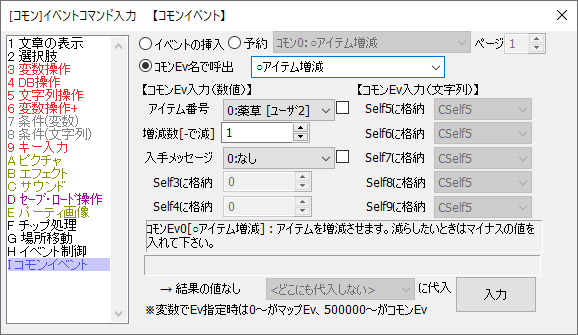 [コモン]イベントコマンド入力　【コモンイベント】
1 文章の表示
2 選択肢
3 変数操作
4 DB操作
5 文字列操作
6 変数操作+
7 条件(変数)
8 条件(文字列)
9 キー入力
A ピクチャ
B エフェクト
C サウンド
D セーブ・ロード操作
E パーティ画像
F チップ処理
G 場所移動
H イベント制御
I コモンイベント
イベントの挿入 予約 コモン0: ○アイテム増減 ページ 1
コモンEv名で呼出 ○アイテム増減
【コモンEv入力(数値)】 【コモンEv入力(文字列)】
アイテム番号 0:薬草 [ユーザ2] Self5に格納 CSelf5
増減数[-で減] 1 Self6に格納 CSelf5
入手メッセージ 0:なし Self7に格納 CSelf5
Self3に格納 0 Self8に格納 CSelf5
Self4に格納 0 Self9に格納 CSelf5
コモンEv0[○アイテム増減]：アイテムを増減させます。減らしたいときはマイナスの値を
入れて下さい。
→ 結果の値なし <どこにも代入しない> に代入 入力
※変数でEv指定時は0～がマップEv、500000～がコモンEv